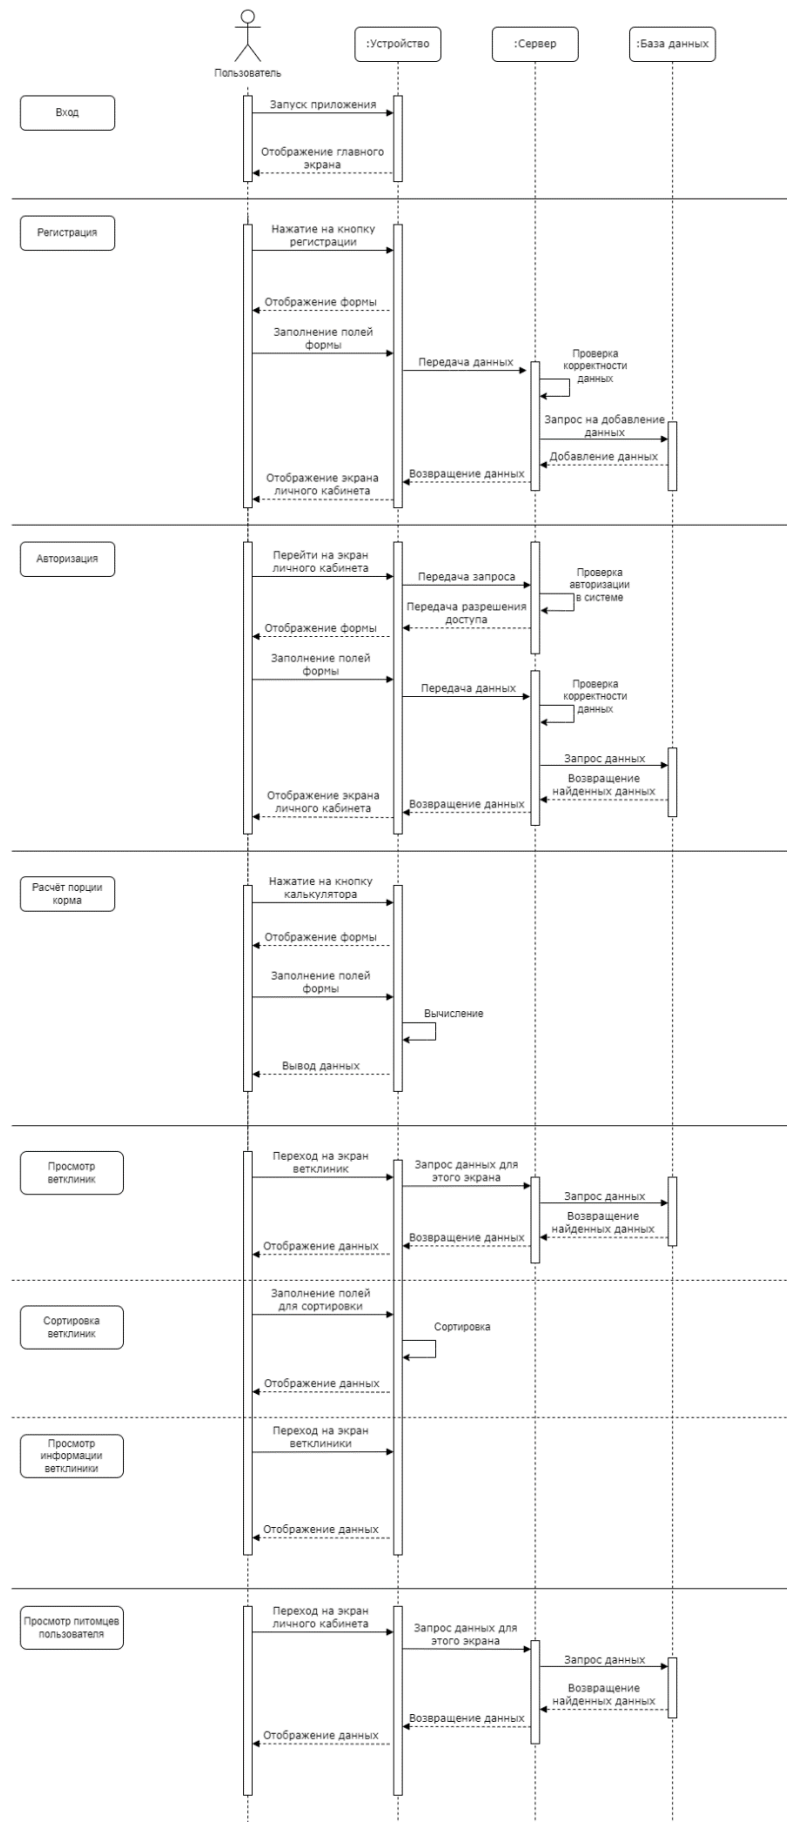 :Устройство
:Сервер
:База данных
Пользователь
Вход
Запуск приложения
Отображение главного
экрана
Регистрация
Нажатие на кнопку
регистрации
Отображение формы
Заполнение полей
формы
Передача данных
Проверка
корректности
данных
Запрос на добавление
данных
Добавление данных
Возвращение данных
Отображение экрана
личного кабинета
Авторизация
Перейти на экран
личного кабинета
Передача запроса
Проверка
авторизации
в системе
Передача разрешения
доступа
Отображение формы
Заполнение полей
формы
Передача данных
Проверка
корректности
данных
Запрос данных
Возвращение
найденных данных
Возвращение данных
Отображение экрана
личного кабинета
Расчёт порции
корма
Нажатие на кнопку
калькулятора
Отображение формы
Заполнение полей
формы
Вычисление
Вывод данных
Просмотр
ветклиник
Переход на экран
ветклиник
Запрос данных для
этого экрана
Запрос данных
Возвращение
найденных данных
Возвращение данных
Отображение данных
Сортировка
ветклиник
Заполнение полей
для сортировки
Сортировка
Отображение данных
Просмотр
информации
ветклиники
Переход на экран
ветклиники
Отображение данных
Просмотр питомцев
пользователя
Переход на экран
личного кабинета
Запрос данных для
этого экрана
Запрос данных
Возвращение
найденных данных
Возвращение данных
Отображение данных